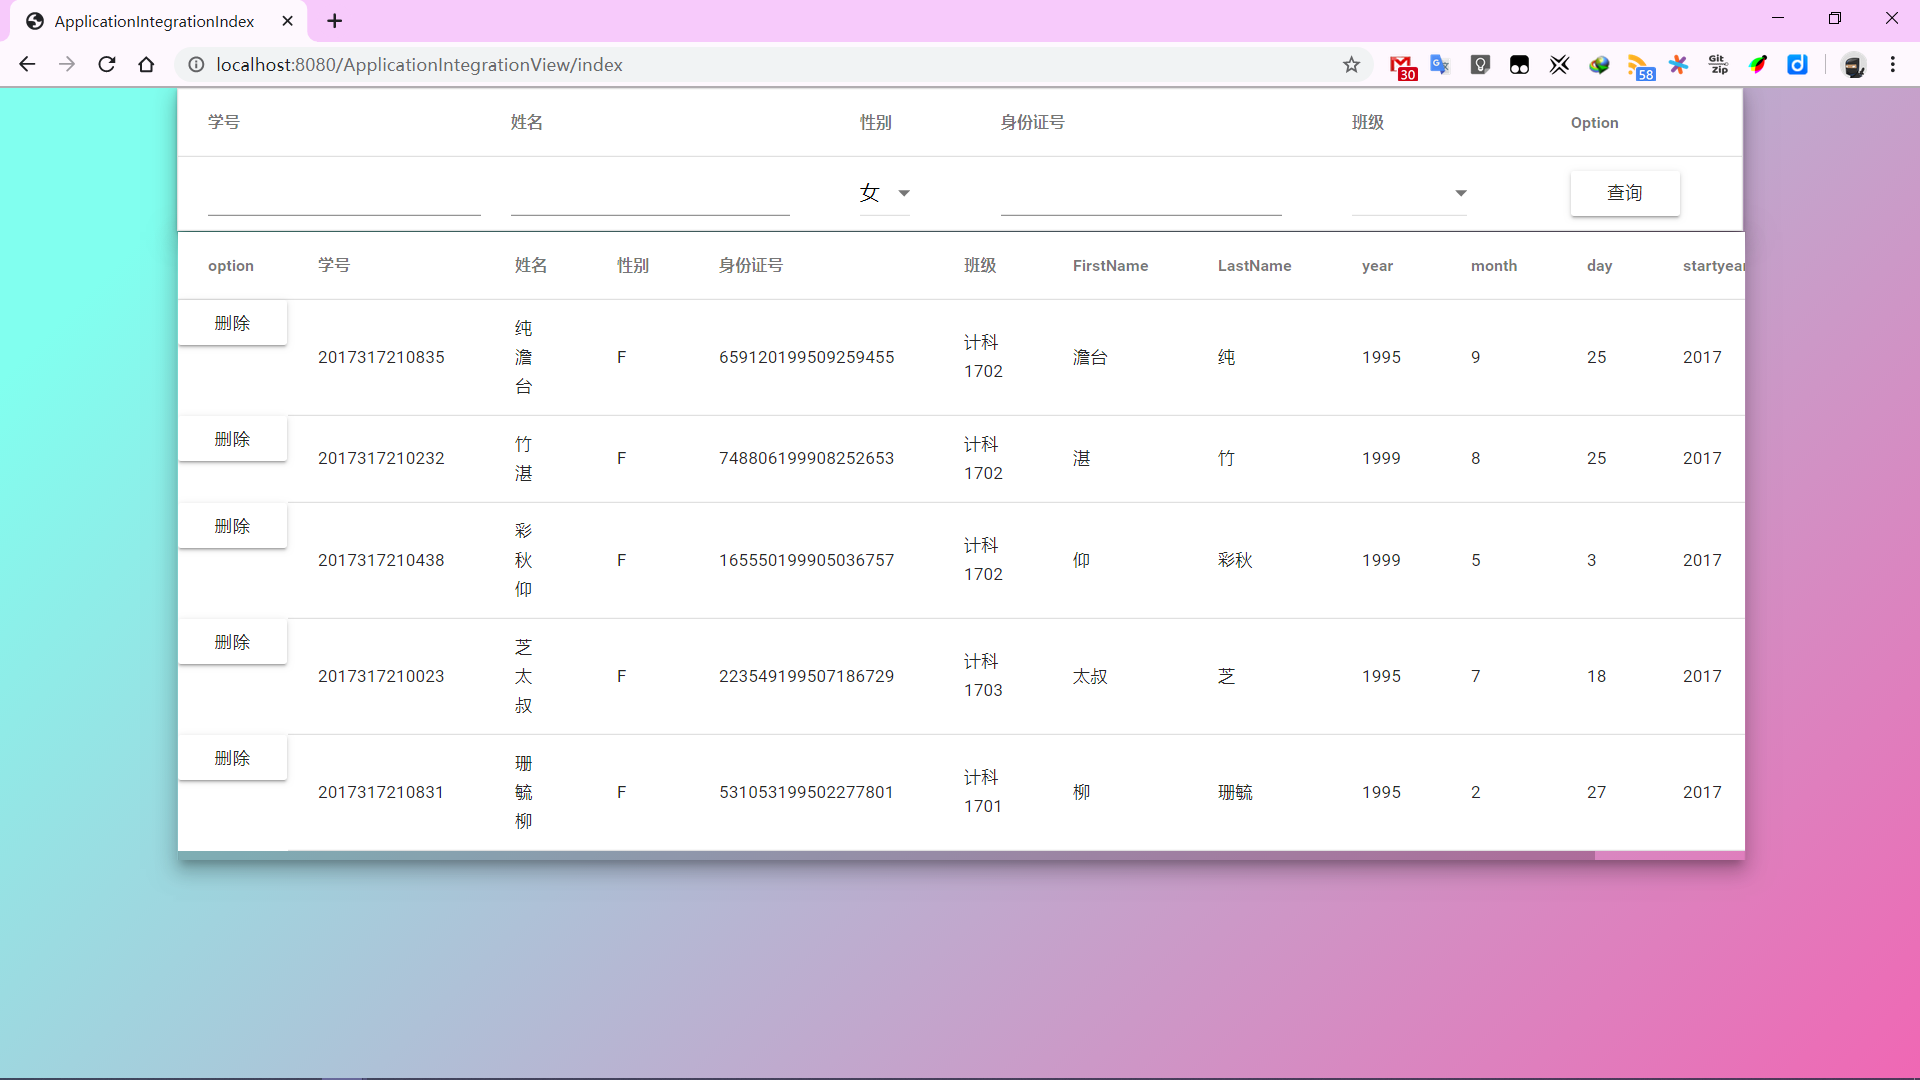 ApplicationIntegrationIndex
localhost:8080/ApplicationIntegrationView/index
30
58
Git Zip
学号 姓名 性别 身份证号 班级 Option
女 查询
option 学号 姓名 性别 身份证号 班级 FirstName LastName year month day startyear
删除 2017317210835 纯澹台 F 659120199509259455 计科1702 澹台 纯 1995 9 25 2017
删除 2017317210232 竹湛 F 748806199908252653 计科1702 湛 竹 1999 8 25 2017
删除 2017317210438 彩秋仰 F 165550199905036757 计科1702 仰 彩秋 1999 5 3 2017
删除 2017317210023 芝太叔 F 223549199507186729 计科1703 太叔 芝 1995 7 18 2017
删除 2017317210831 珊毓柳 F 531053199502277801 计科1701 柳 珊毓 1995 2 27 2017